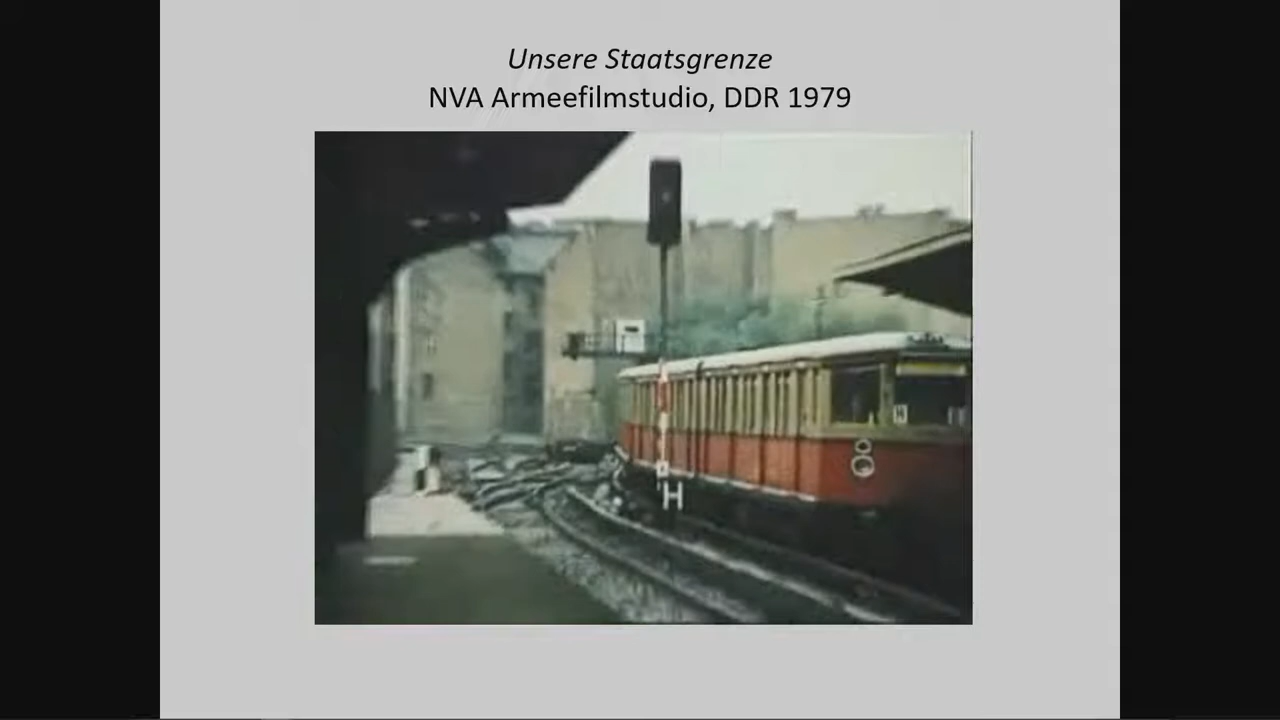 Unsere Staatsgrenze
NVA Armeefilmstudio, DDR 1979
H
H